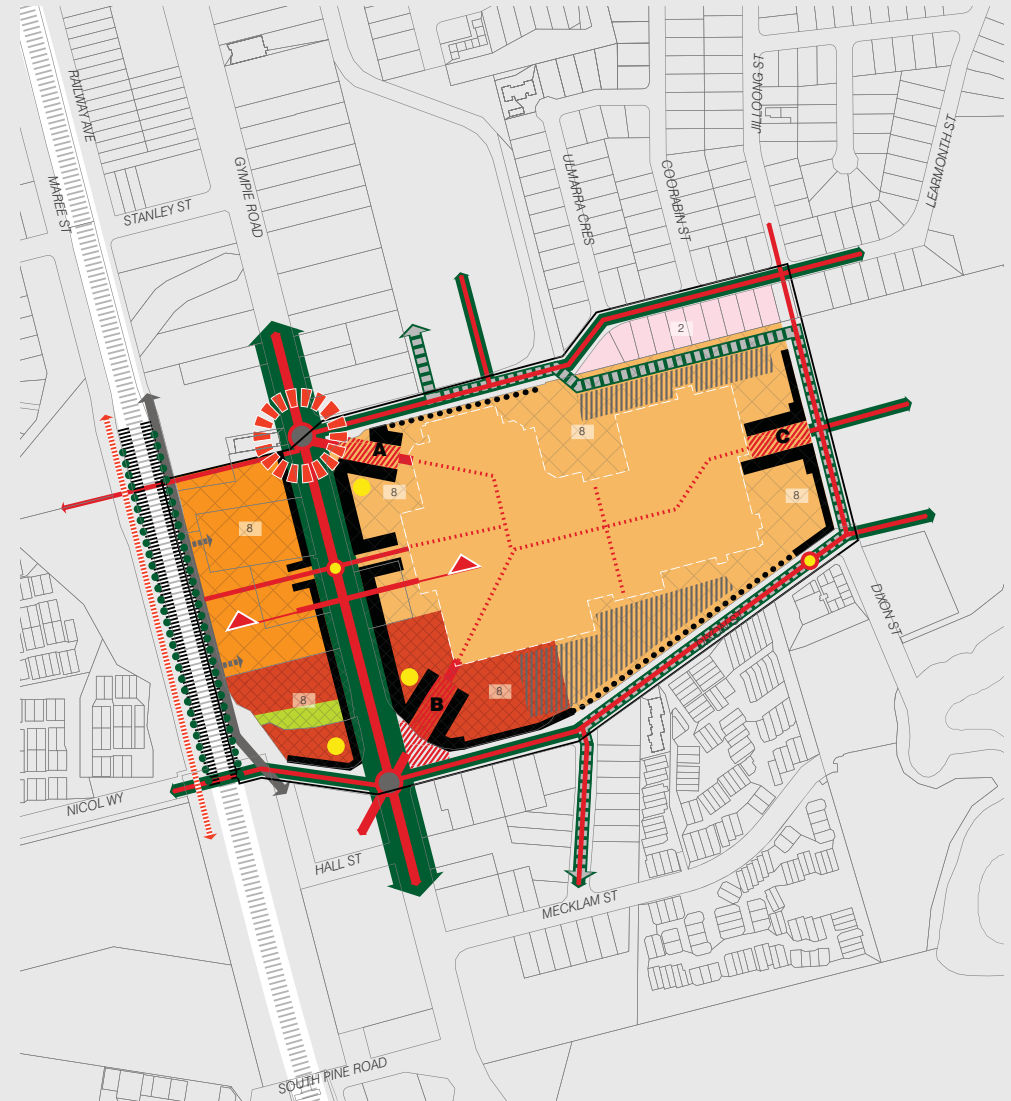 RAILWAY AVE
MAREE ST
STANLEY ST
GYMPIE ROAD
ULMARRA CRES
COORABIN ST
JILLOONG ST
LEARMONTH ST
2
8
A
C
8
8
8
8
8
B
DIXON ST
NICOL WY
HALL ST
MECKLAM ST
SOUTH PINE ROAD